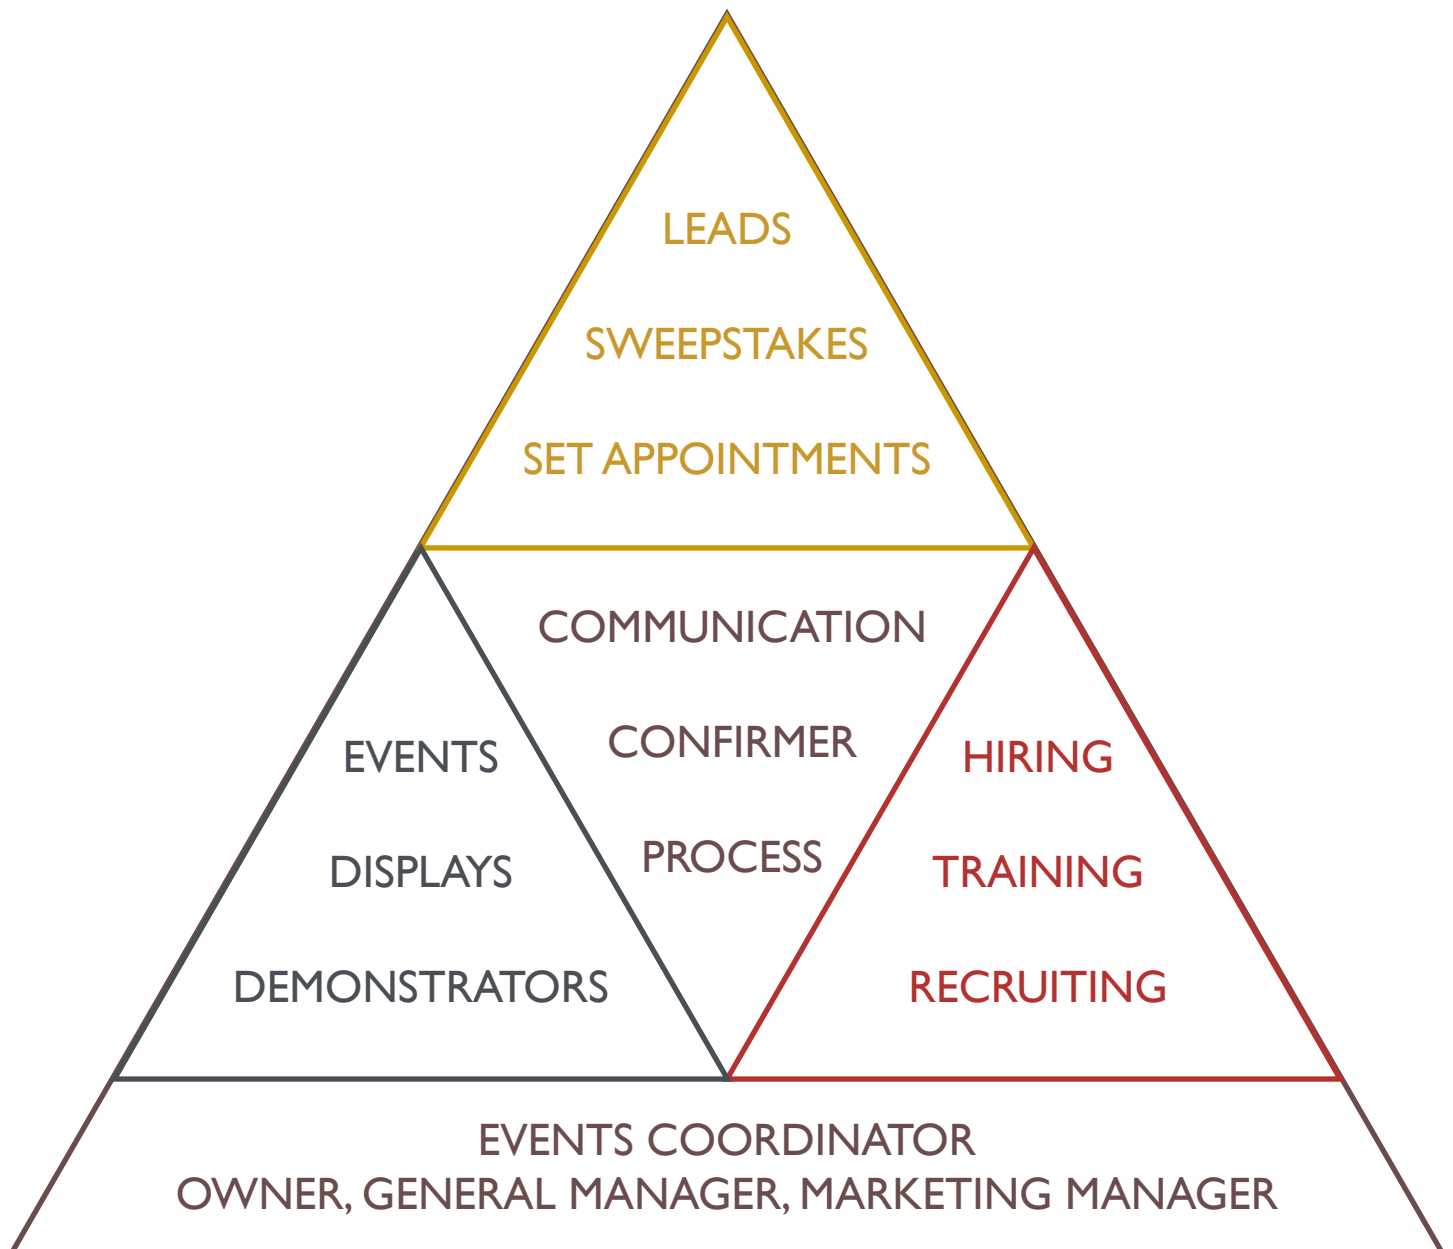 LEADS
SWEEPSTAKES
SET APPOINTMENTS
COMMUNICATION
CONFIRMER
PROCESS
EVENTS
DISPLAYS
DEMONSTRATORS
HIRING
TRAINING
RECRUITING
EVENTS COORDINATOR
OWNER, GENERAL MANAGER, MARKETING MANAGER